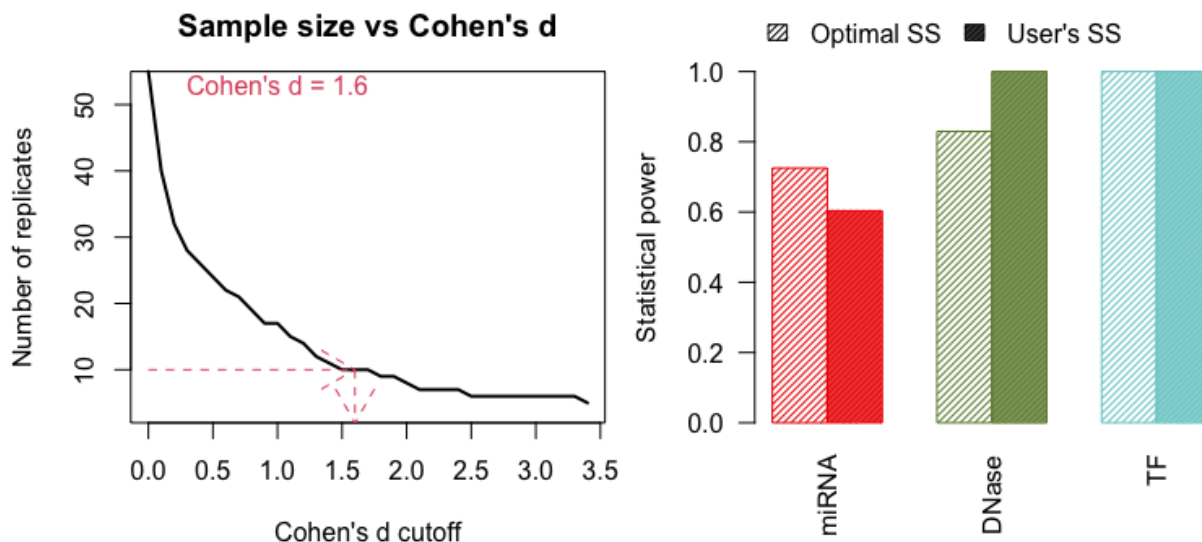 Sample size vs Cohen's d
Cohen's d = 1.6
Number of replicates
50
40
30
20
10
0.0 0.5 1.0 1.5 2.0 2.5 3.0 3.5
Cohen's d cutoff
Optimal SS User's SS
Statistical power
1.0
0.8
0.6
0.4
0.2
0.0
miRNA DNase TF